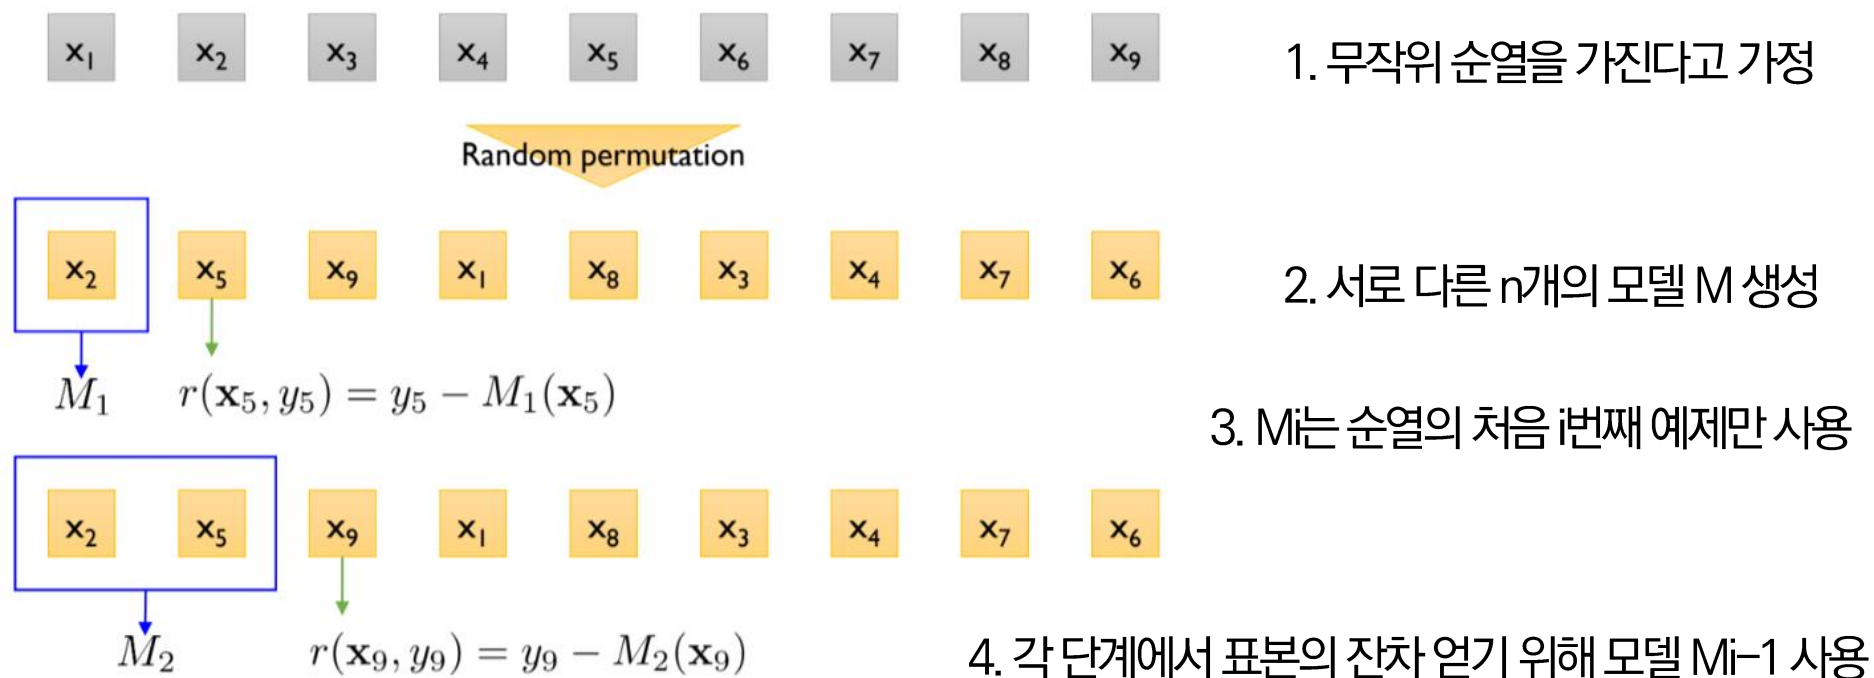 x₁ x₂ x₃ x₄ x₅ x₆ x₇ x₈ x₉
1. 무작위 순열을 가진다고 가정
Random permutation
x₂ x₅ x₉ x₁ x₈ x₃ x₄ x₇ x₆
2. 서로 다른 n개의 모델 M 생성
M₁ r(x₅, y₅) = y₅ − M₁(x₅)
3. Mi는 순열의 처음 i번째 예제만 사용
x₂ x₅ x₉ x₁ x₈ x₃ x₄ x₇ x₆
M₂ r(x₉, y₉) = y₉ − M₂(x₉)
4. 각 단계에서 표본의 잔차 얻기 위해 모델 Mi-1 사용